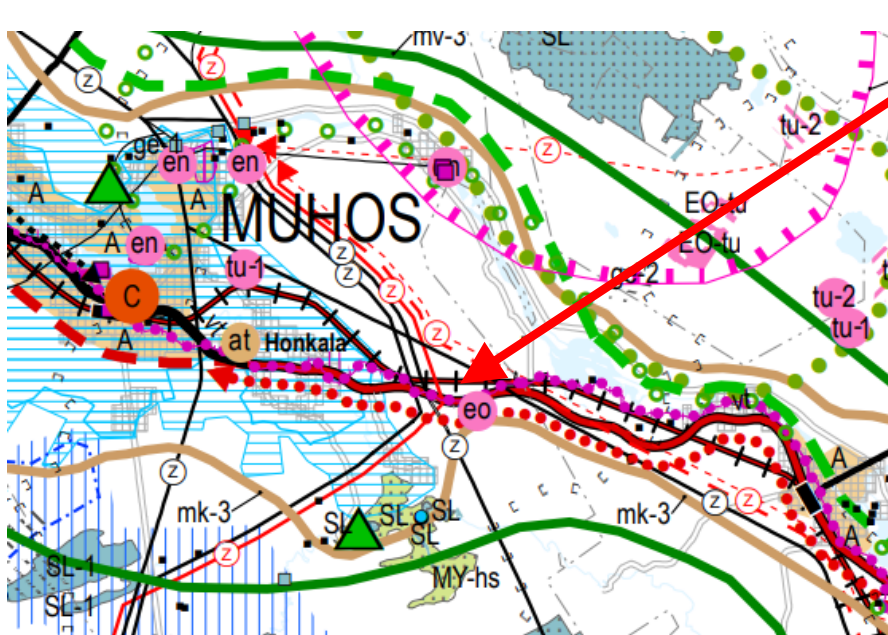 mv-3
SL
z
z
tu-2
z
ge-1
en
en
A
A
EO-tu
MUHOS
A
en
EO-tu
z
tu-1
z
ge-2
tu-2
C
z
tu-1
z
vt
A
at
Honkala
vt
eo
z
A
z
mk-3
SL
SL
SL
SL
mk-3
z
z
A
z
SL-1
MY-hs
SL-1